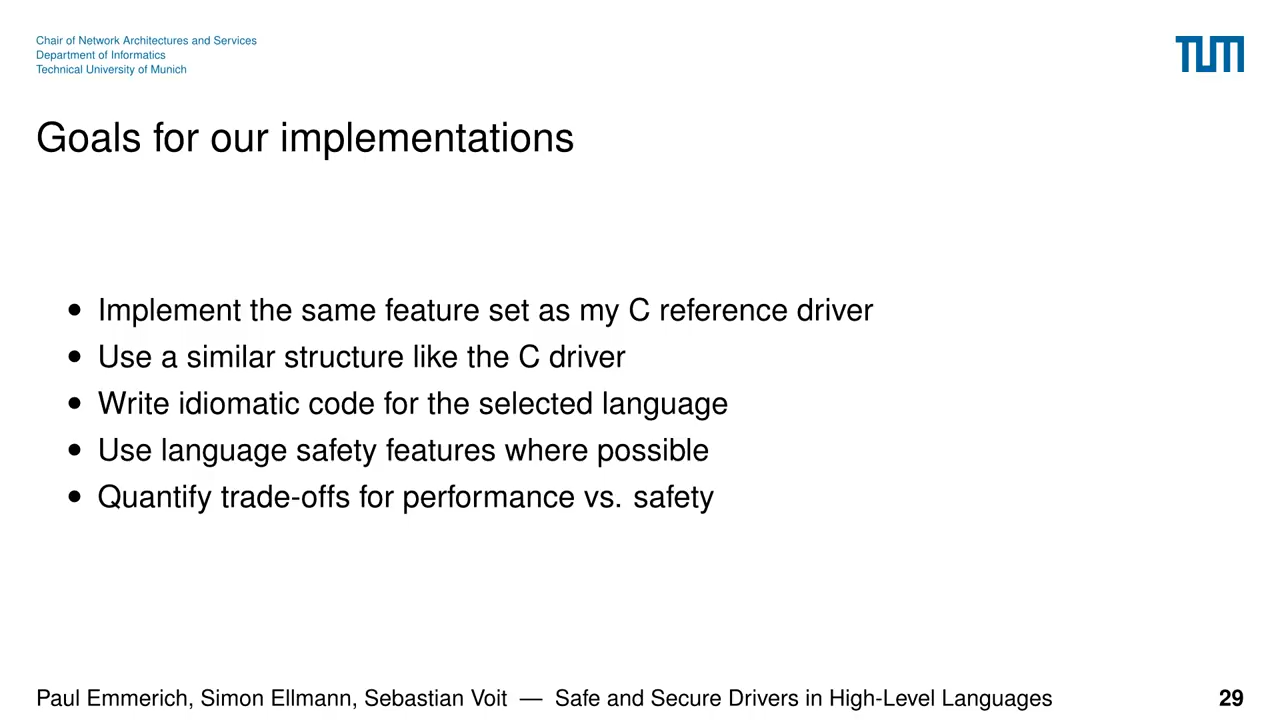 Chair of Network Architectures and Services
Department of Informatics
Technical University of Munich
TUM
Goals for our implementations
• Implement the same feature set as my C reference driver
• Use a similar structure like the C driver
• Write idiomatic code for the selected language
• Use language safety features where possible
• Quantify trade-offs for performance vs. safety
Paul Emmerich, Simon Ellmann, Sebastian Voit — Safe and Secure Drivers in High-Level Languages 29